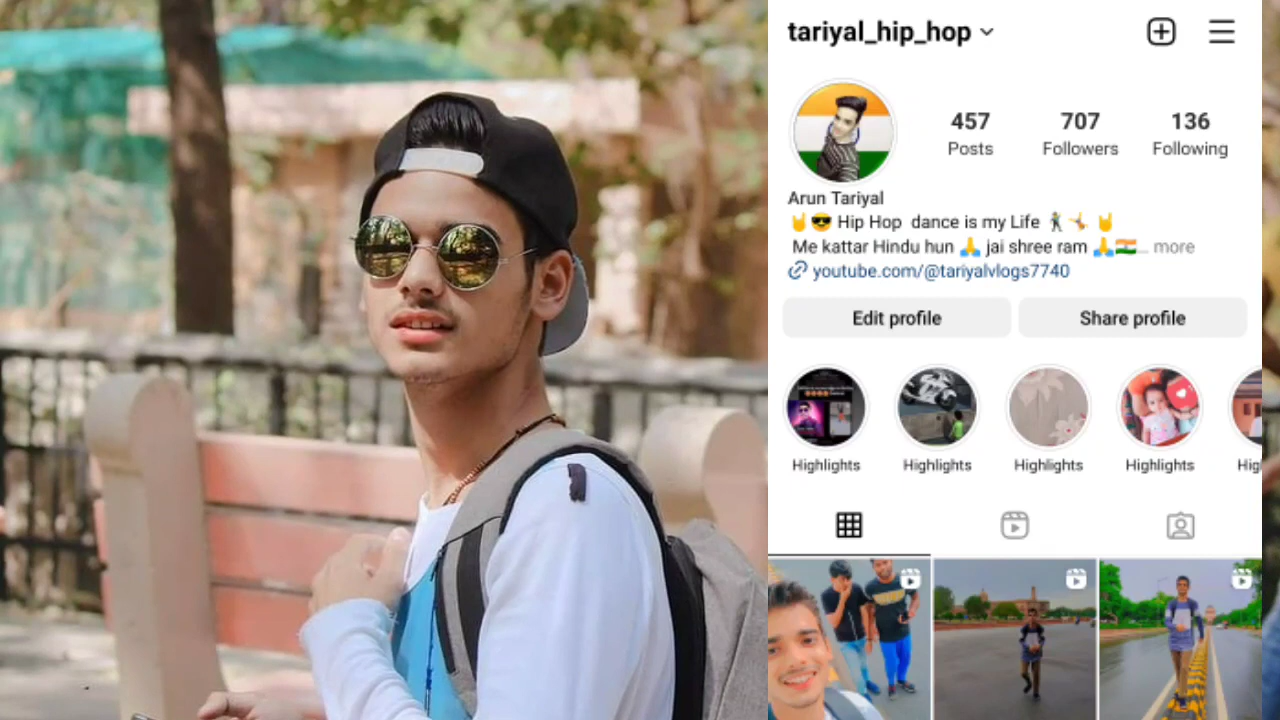 tariyal_hip_hop
457 707 136
Posts Followers Following
Arun Tariyal
🤘😎 Hip Hop dance is my Life 🕺🤸 🤘
Me kattar Hindu hun 🙏 jai shree ram 🙏🇮🇳... more
youtube.com/@tariyalvlogs7740
Edit profile Share profile
Highlights Highlights Highlights Highlights Hig